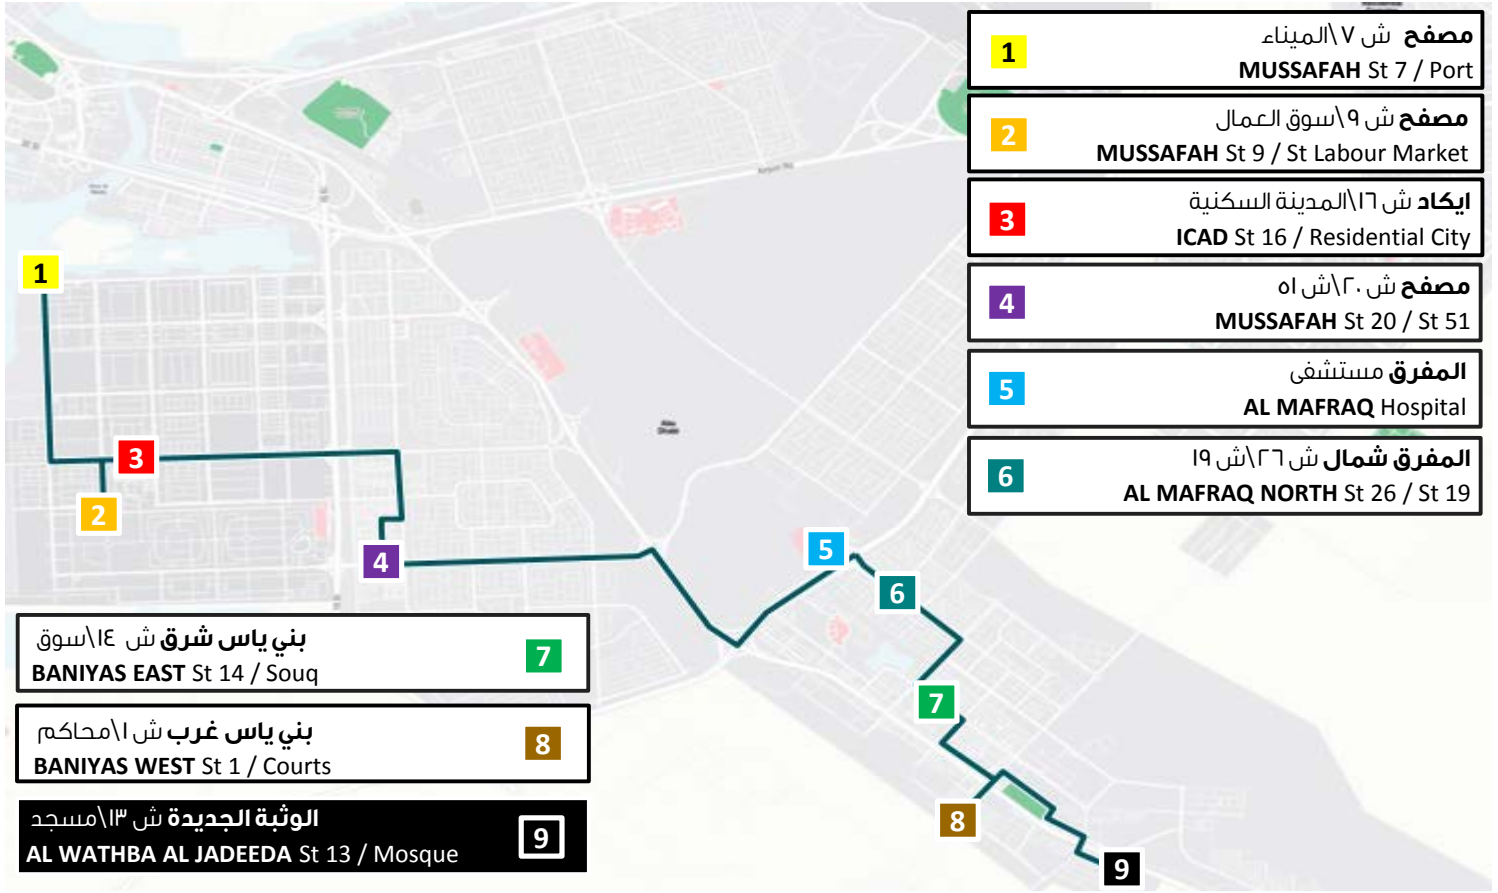 1
مصفح ش ٧\الميناء
MUSSAFAH St 7 / Port
2
مصفح ش ٩\سوق العمال
MUSSAFAH St 9 / St Labour Market
3
ايكاد ش ١٦\المدينة السكنية
ICAD St 16 / Residential City
4
مصفح ش ٢٠\ش ٥١
MUSSAFAH St 20 / St 51
5
المفرق مستشفى
AL MAFRAQ Hospital
6
المفرق شمال ش ٢٦\ش ١٩
AL MAFRAQ NORTH St 26 / St 19
Airport Rd
Abu
Dhabi
1
3
2
4
5
6
7
8
9
7
بني ياس شرق ش ١٤\سوق
BANIYAS EAST St 14 / Souq
8
بني ياس غرب ش ١\محاكم
BANIYAS WEST St 1 / Courts
9
الوثبة الجديدة ش ١٣\مسجد
AL WATHBA AL JADEEDA St 13 / Mosque